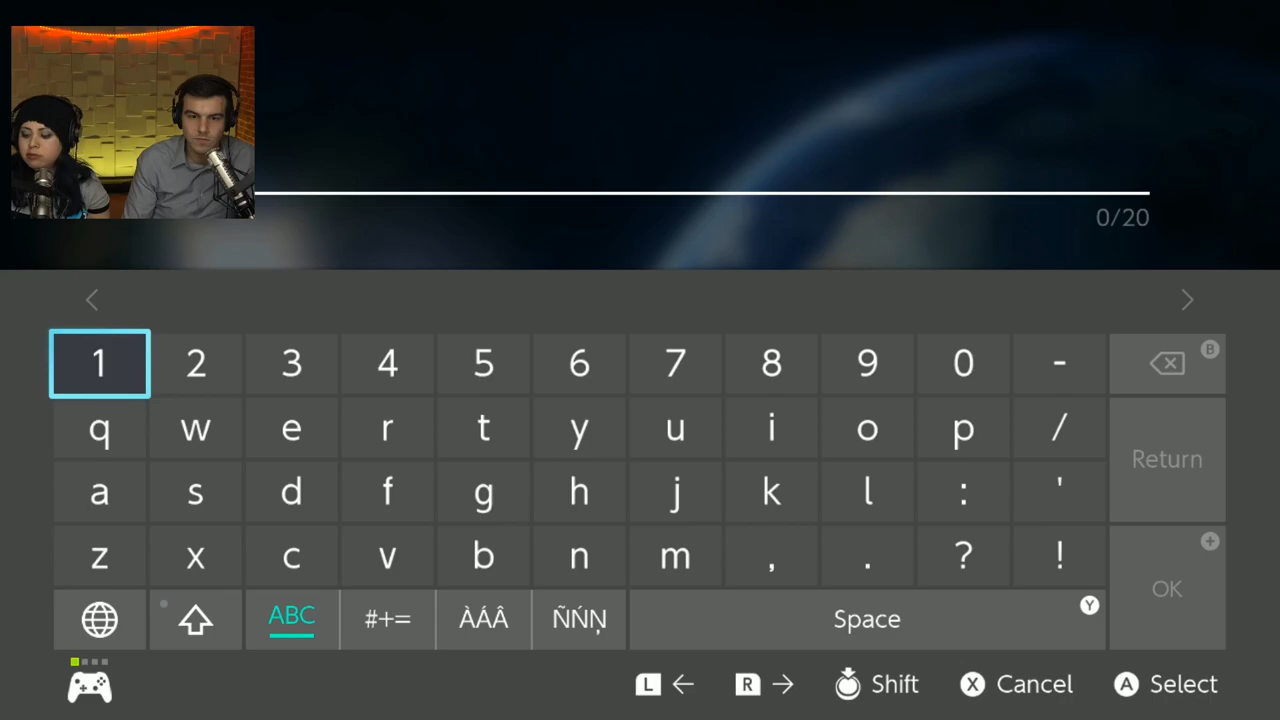 0/20
1 2 3 4 5 6 7 8 9 0 - B
q w e r t y u i o p /
Return
a s d f g h j k l : '
z x c v b n m , . ? ! +
OK
ABC #+= ÀÁÂ ÑŃŅ Space Y
L ← R → Shift X Cancel A Select